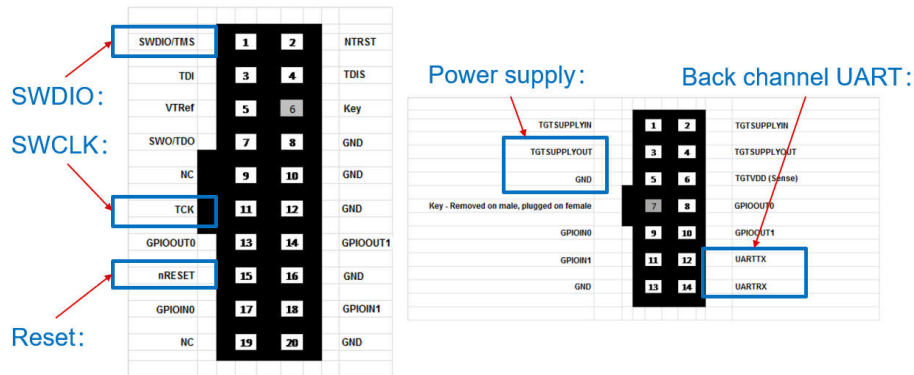 SWDIO:
SWCLK:
Reset:
SWDIO/TMS 1 2 NTRST
TDI 3 4 TDIS
VTRef 5 6 Key
SWO/TDO 7 8 GND
NC 9 10 GND
TCK 11 12 GND
GPIOOUT0 13 14 GPIOOUT1
nRESET 15 16 GND
GPIOIN0 17 18 GPIOIN1
NC 19 20 GND
Power supply:
Back channel UART:
TGTSUPPLYIN 1 2 TGTSUPPLYIN
TGTSUPPLYOUT 3 4 TGTSUPPLYOUT
GND 5 6 TGTVDD (Sense)
Key - Removed on male, plugged on female 7 8 GPIOOUT0
GPIOIN0 9 10 GPIOOUT1
GPIOIN1 11 12 UARTTX
GND 13 14 UARTRX